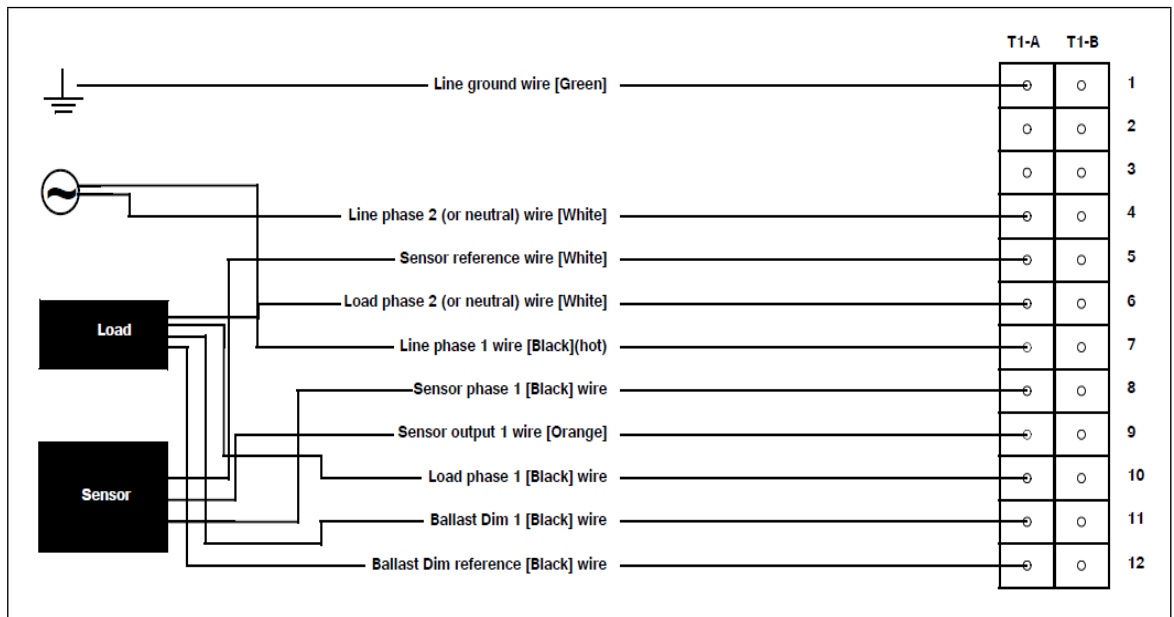 T1-A T1-B
Line ground wire [Green] 1
2
3
Line phase 2 (or neutral) wire [White] 4
Sensor reference wire [White] 5
Load phase 2 (or neutral) wire [White] 6
Load
Line phase 1 wire [Black](hot) 7
Sensor phase 1 [Black] wire 8
Sensor output 1 wire [Orange] 9
Load phase 1 [Black] wire 10
Sensor
Ballast Dim 1 [Black] wire 11
Ballast Dim reference [Black] wire 12